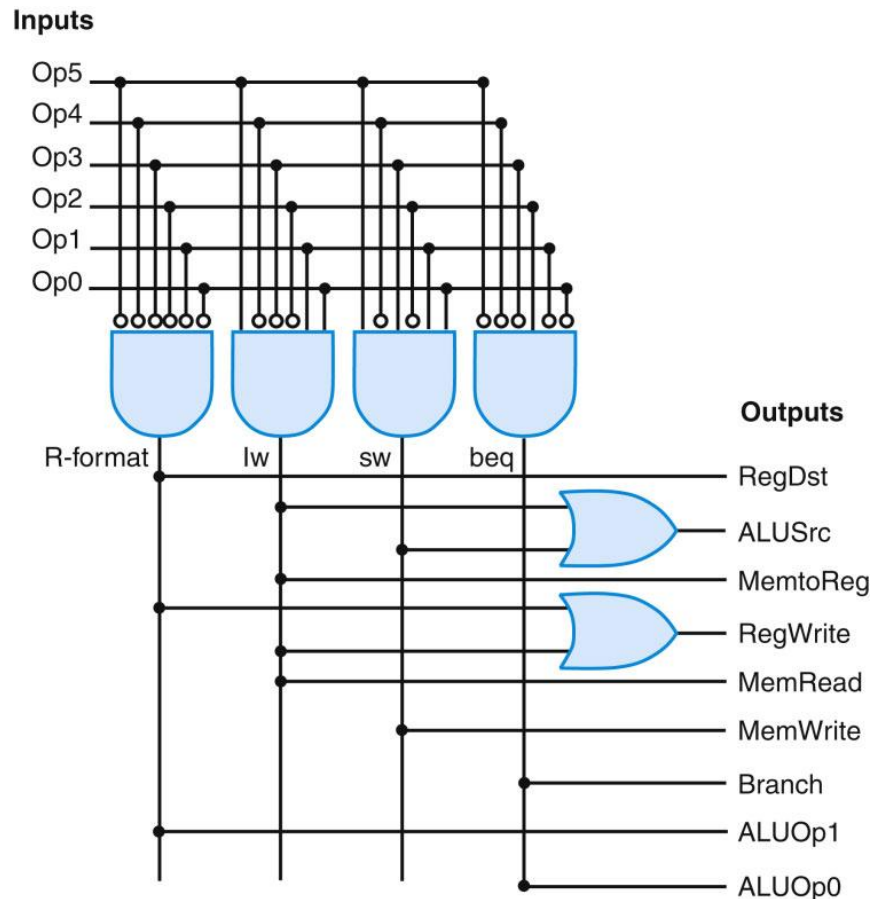 Inputs
Op5
Op4
Op3
Op2
Op1
Op0
Outputs
R-format
lw
sw
beq
RegDst
ALUSrc
MemtoReg
RegWrite
MemRead
MemWrite
Branch
ALUOp1
ALUOp0